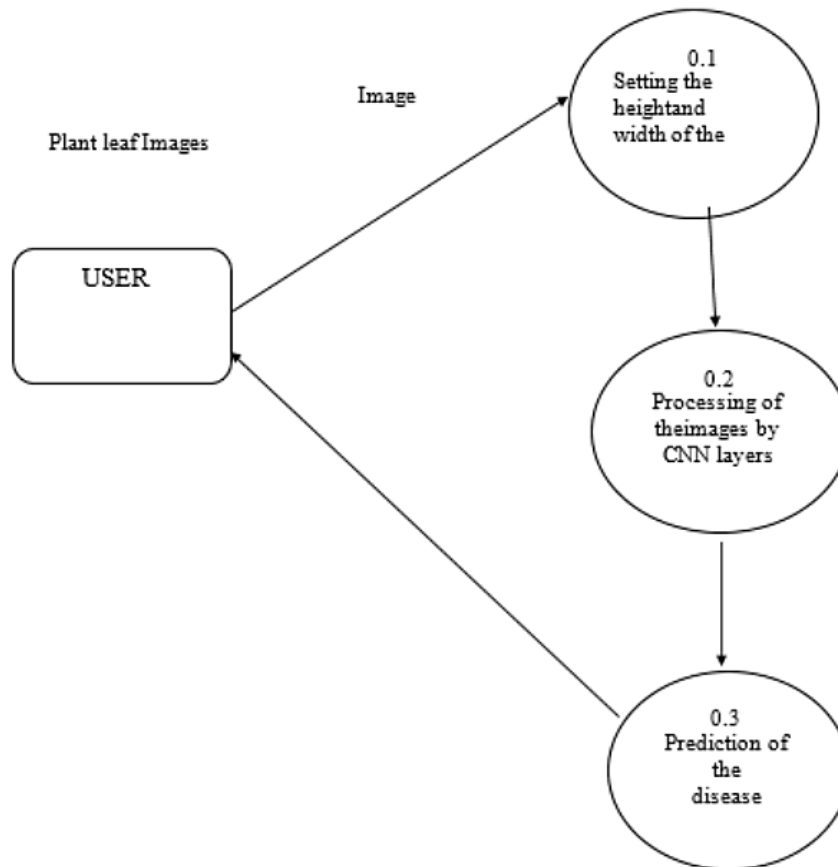 Image
Plant leaf Images
USER
0.1
Setting the
heightand
width of the
0.2
Processing of
theimages by
CNN layers
0.3
Prediction of
the
disease